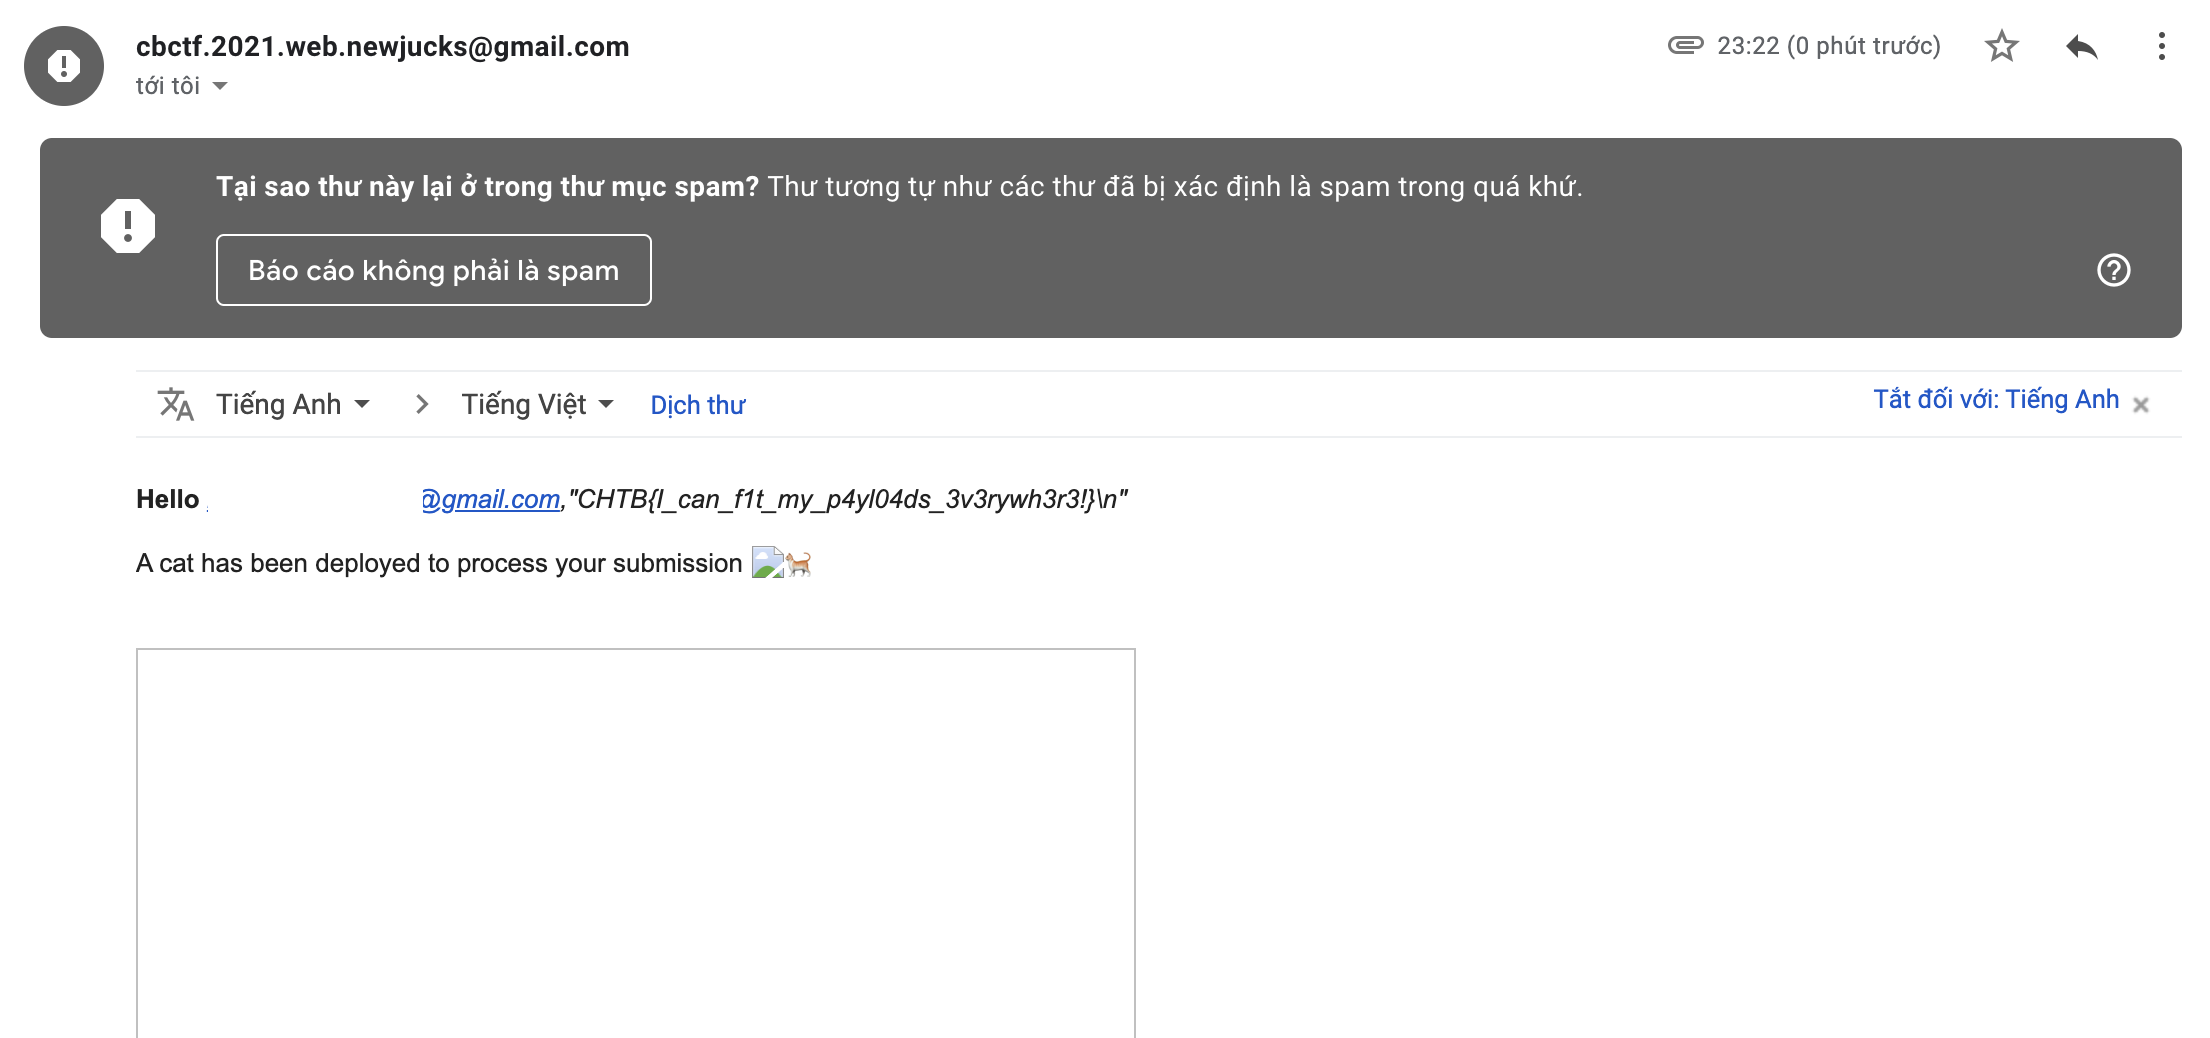 cbctf.2021.web.newjucks@gmail.com
23:22 (0 phút trước)
tới tôi
Tại sao thư này lại ở trong thư mục spam? Thư tương tự như các thư đã bị xác định là spam trong quá khứ.
Báo cáo không phải là spam
Tiếng Anh > Tiếng Việt Dịch thư
Tắt đối với: Tiếng Anh
Hello @gmail.com,"CHTB{I_can_f1t_my_p4yl04ds_3v3rywh3r3!}\n"
A cat has been deployed to process your submission 🐈